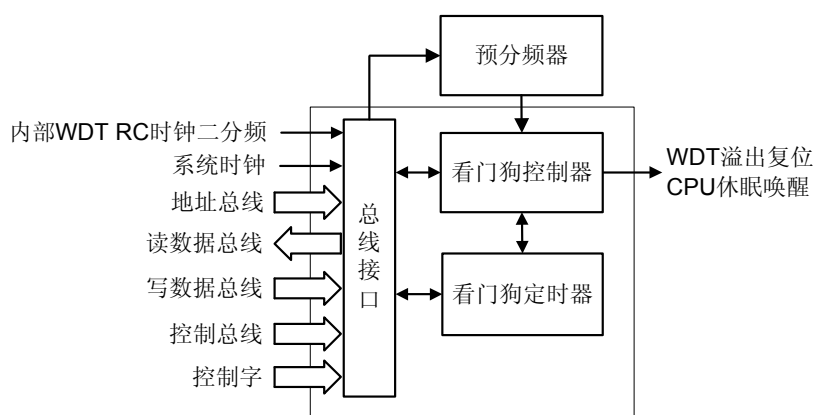 预分频器
内部WDT RC时钟二分频
系统时钟
地址总线
读数据总线
写数据总线
控制总线
控制字
总线接口
看门狗控制器
看门狗定时器
WDT溢出复位
CPU休眠唤醒